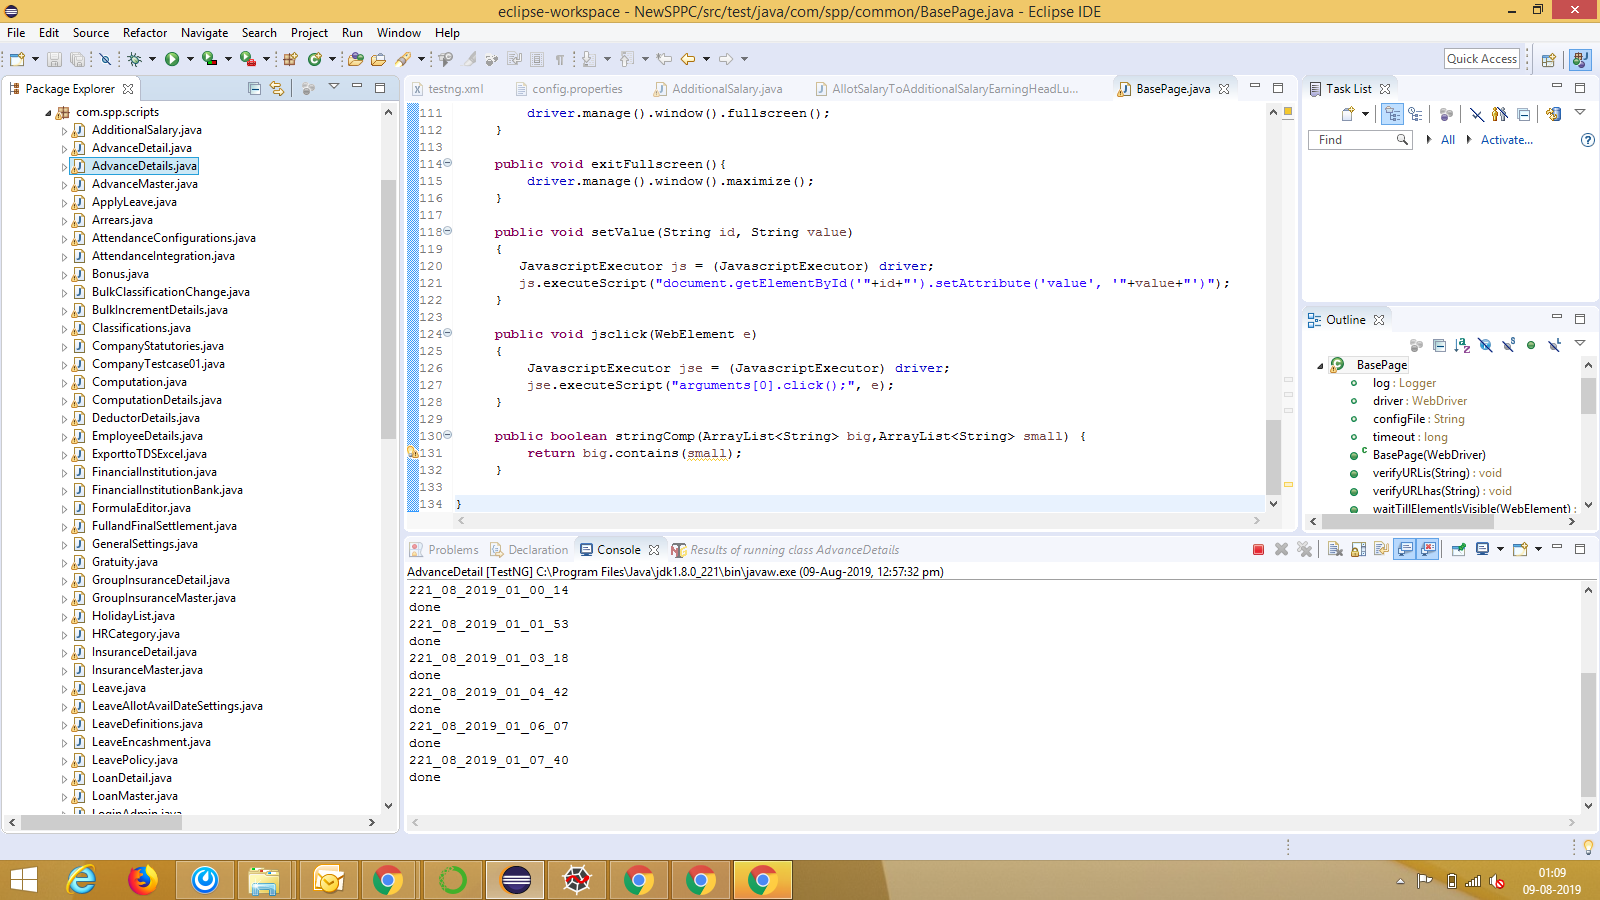 eclipse-workspace - NewSPPC/src/test/java/com/spp/common/BasePage.java - Eclipse IDE
File Edit Source Refactor Navigate Search Project Run Window Help
Quick Access
Package Explorer
com.spp.scripts
AdditionalSalary.java
AdvanceDetail.java
AdvanceDetails.java
AdvanceMaster.java
ApplyLeave.java
Arrears.java
AttendanceConfigurations.java
AttendanceIntegration.java
Bonus.java
BulkClassificationChange.java
BulkIncrementDetails.java
Classifications.java
CompanyStatutories.java
CompanyTestcase01.java
Computation.java
ComputationDetails.java
DeductorDetails.java
EmployeeDetails.java
ExporttoTDSExcel.java
FinancialInstitution.java
FinancialInstitutionBank.java
FormulaEditor.java
FullandFinalSettlement.java
GeneralSettings.java
Gratuity.java
GroupInsuranceDetail.java
GroupInsuranceMaster.java
HolidayList.java
HRCategory.java
InsuranceDetail.java
InsuranceMaster.java
Leave.java
LeaveAllotAvailDateSettings.java
LeaveDefinitions.java
LeaveEncashment.java
LeavePolicy.java
LoanDetail.java
LoanMaster.java
LoginAdmin.java
testng.xml config.properties AdditionalSalary.java AllotSalaryToAdditionalSalaryEarningHeadLu... BasePage.java
111 driver.manage().window().fullscreen();
112 }
113
114 public void exitFullscreen(){
115 driver.manage().window().maximize();
116 }
117
118 public void setValue(String id, String value)
119 {
120 JavascriptExecutor js = (JavascriptExecutor) driver;
121 js.executeScript("document.getElementById('"+id+"').setAttribute('value', '"+value+"')");
122 }
123
124 public void jsclick(WebElement e)
125 {
126 JavascriptExecutor jse = (JavascriptExecutor) driver;
127 jse.executeScript("arguments[0].click();", e);
128 }
129
130 public boolean stringComp(ArrayList<String> big,ArrayList<String> small) {
131 return big.contains(small);
132 }
133
134 }
Problems Declaration Console Results of running class AdvanceDetails
AdvanceDetail [TestNG] C:\Program Files\Java\jdk1.8.0_221\bin\javaw.exe (09-Aug-2019, 12:57:32 pm)
221_08_2019_01_00_14
done
221_08_2019_01_01_53
done
221_08_2019_01_03_18
done
221_08_2019_01_04_42
done
221_08_2019_01_06_07
done
221_08_2019_01_07_40
done
Task List
Find All Activate...
Outline
BasePage
log : Logger
driver : WebDriver
configFile : String
timeout : long
BasePage(WebDriver)
verifyURLis(String) : void
verifyURLhas(String) : void
waitTillElementIsVisible(WebElement) :
01:09
09-08-2019